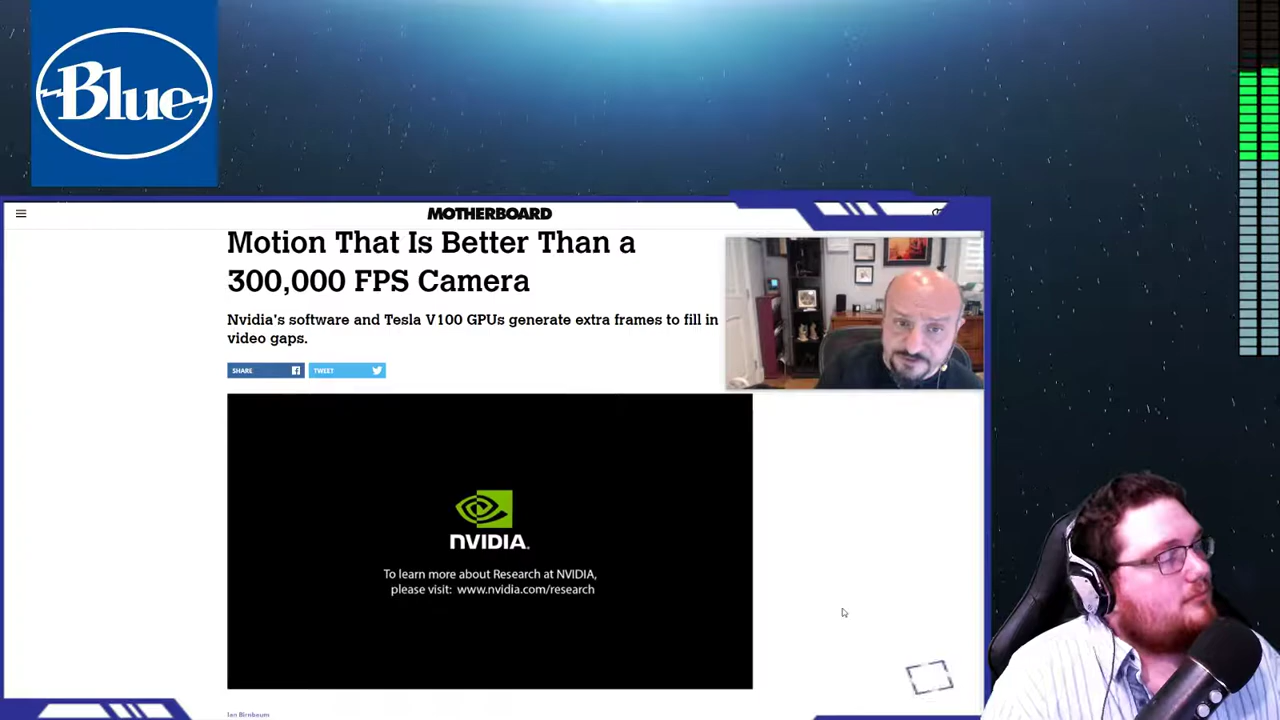 Blue
MOTHERBOARD
Motion That Is Better Than a
300,000 FPS Camera
Nvidia's software and Tesla V100 GPUs generate extra frames to fill in
video gaps.
SHARE
TWEET
NVIDIA.
To learn more about Research at NVIDIA,
please visit: www.nvidia.com/research
Ian Birnbaum